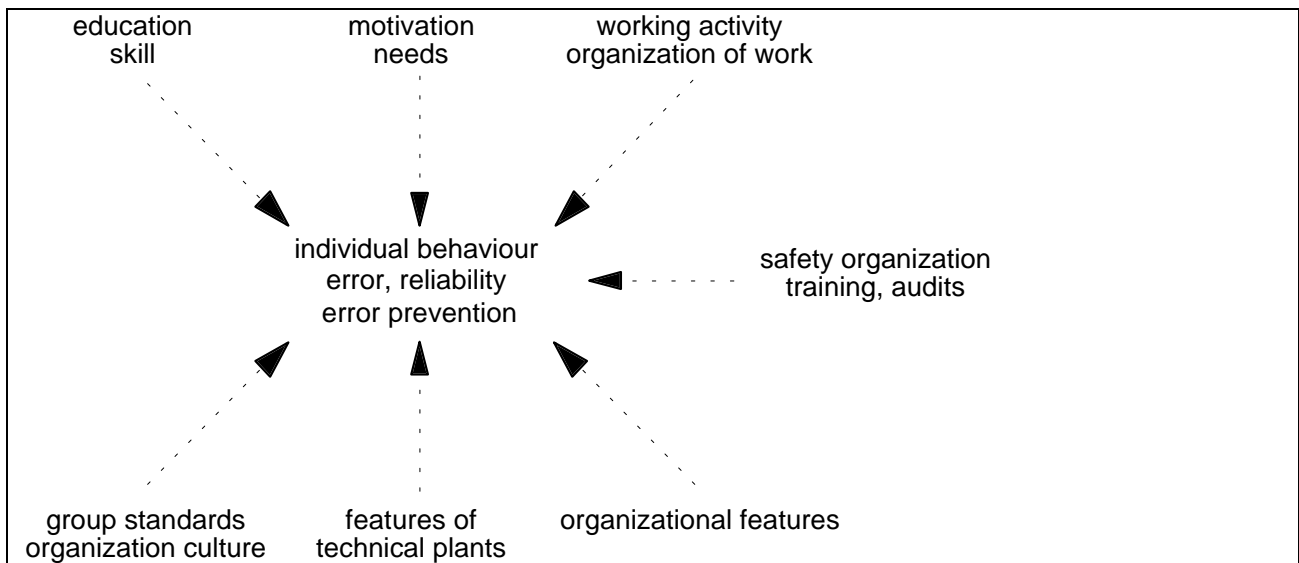 education
skill
motivation
needs
working activity
organization of work
individual behaviour
error, reliability
error prevention
safety organization
training, audits
group standards
organization culture
features of
technical plants
organizational features